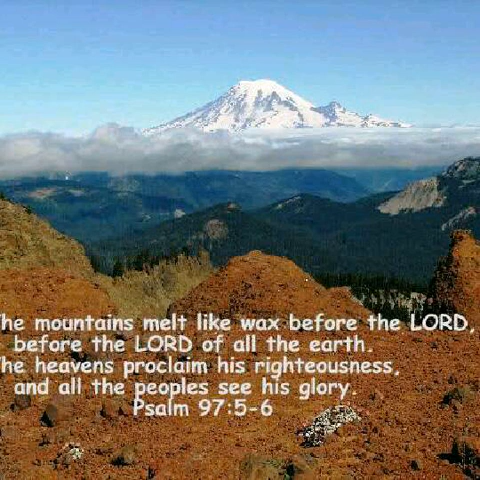 he mountains melt like wax before the LORD,
before the LORD of all the earth.
he heavens proclaim his righteousness,
and all the peoples see his glory.
Psalm 97:5-6